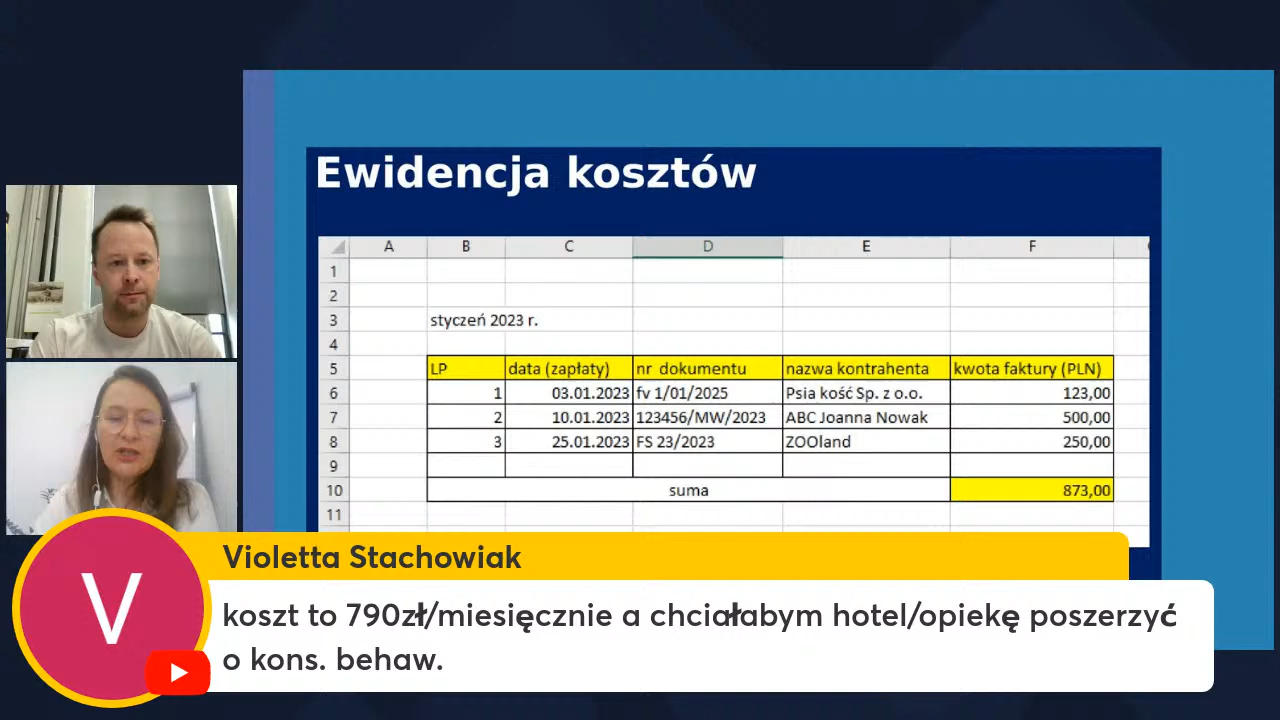 Ewidencja kosztów
A B C D E F
1
2
3 styczeń 2023 r.
4
5 LP data (zapłaty) nr dokumentu nazwa kontrahenta kwota faktury (PLN)
6 1 03.01.2023 fv 1/01/2025 Psia kość Sp. z o.o. 123,00
7 2 10.01.2023 123456/MW/2023 ABC Joanna Nowak 500,00
8 3 25.01.2023 FS 23/2023 ZOOland 250,00
9
10 suma 873,00
11
V
Violetta Stachowiak
koszt to 790zł/miesięcznie a chciałabym hotel/opiekę poszerzyć
o kons. behaw.